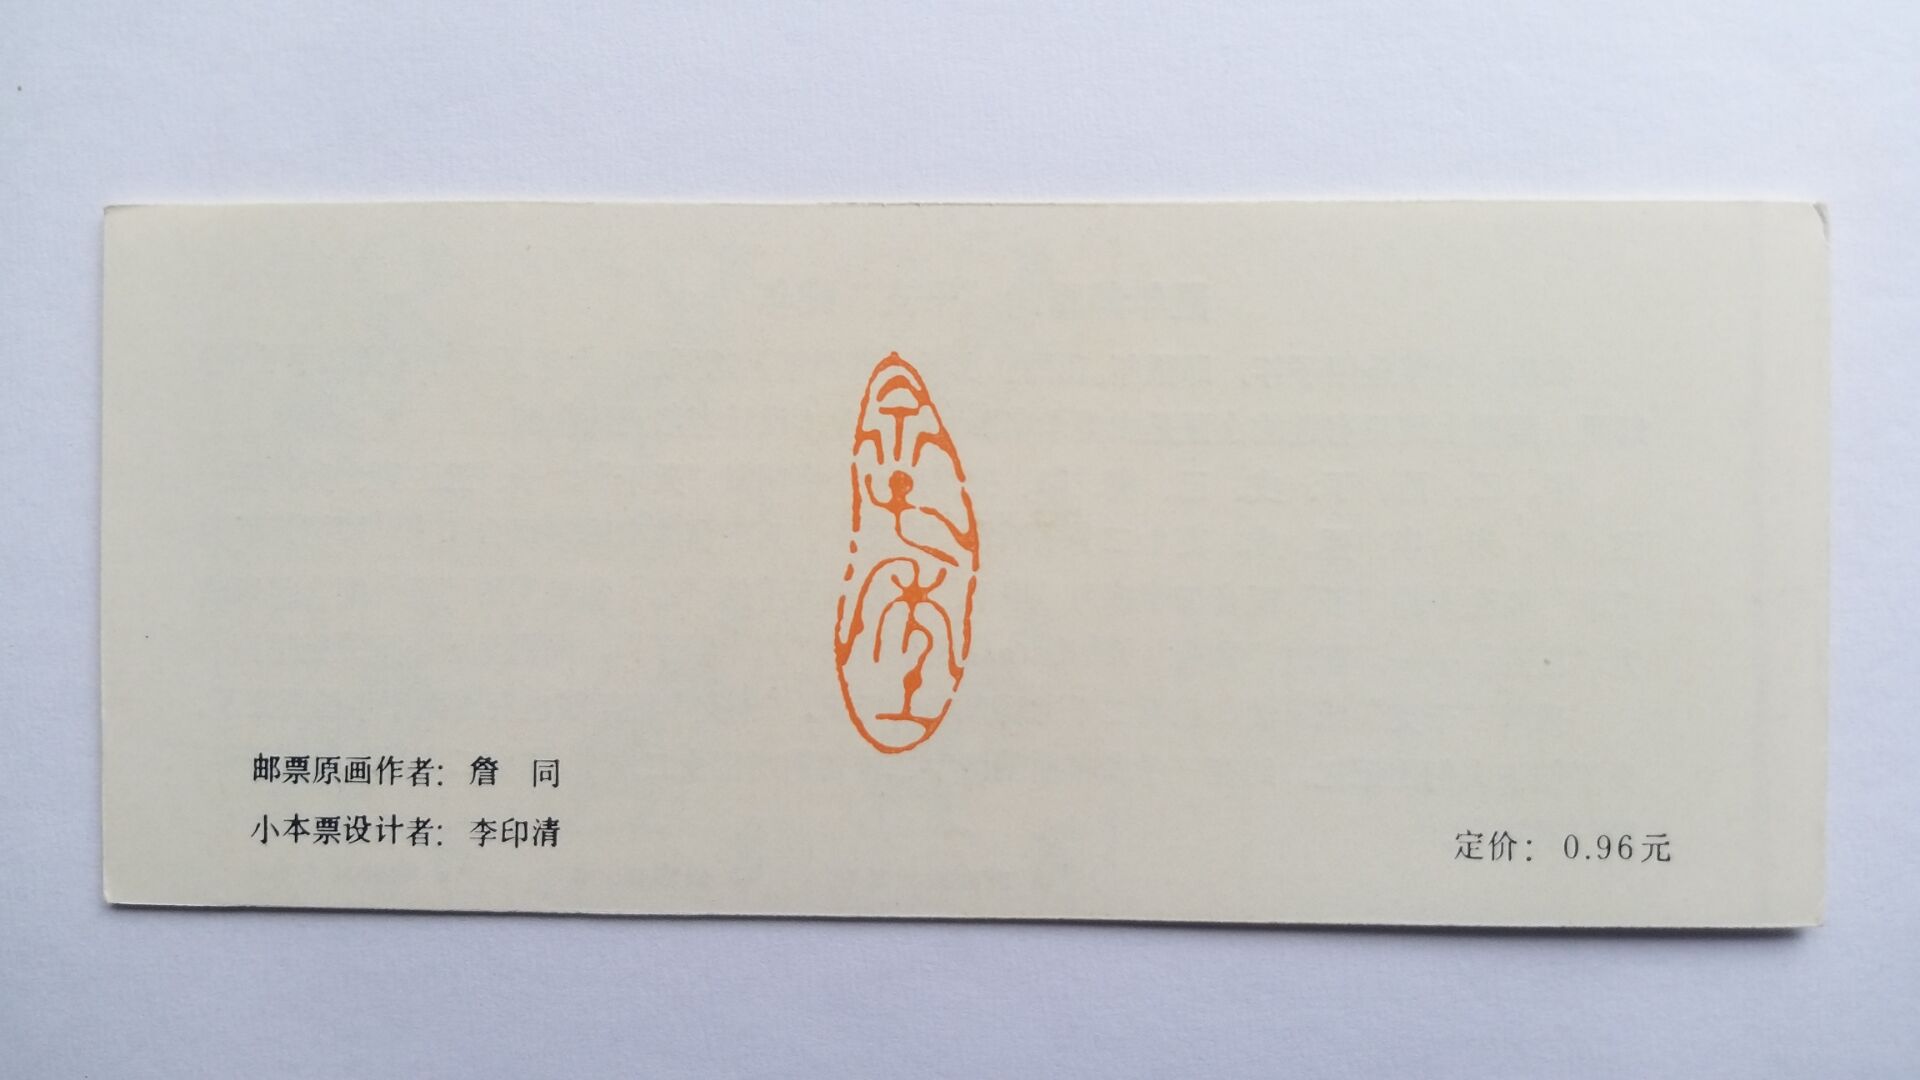 邮票原画作者：詹　同
小本票设计者：李印清
定价：0.96元